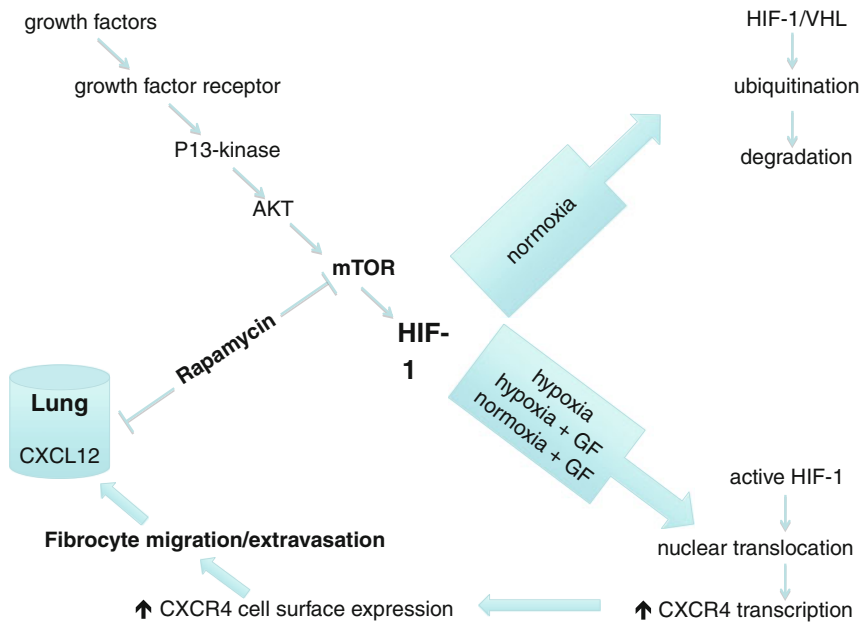 growth factors
growth factor receptor
P13-kinase
AKT
mTOR
HIF-
1
Rapamycin
normoxia
HIF-1/VHL
ubiquitination
degradation
hypoxia
hypoxia + GF
normoxia + GF
active HIF-1
nuclear translocation
↑ CXCR4 transcription
↑ CXCR4 cell surface expression
Fibrocyte migration/extravasation
Lung
CXCL12